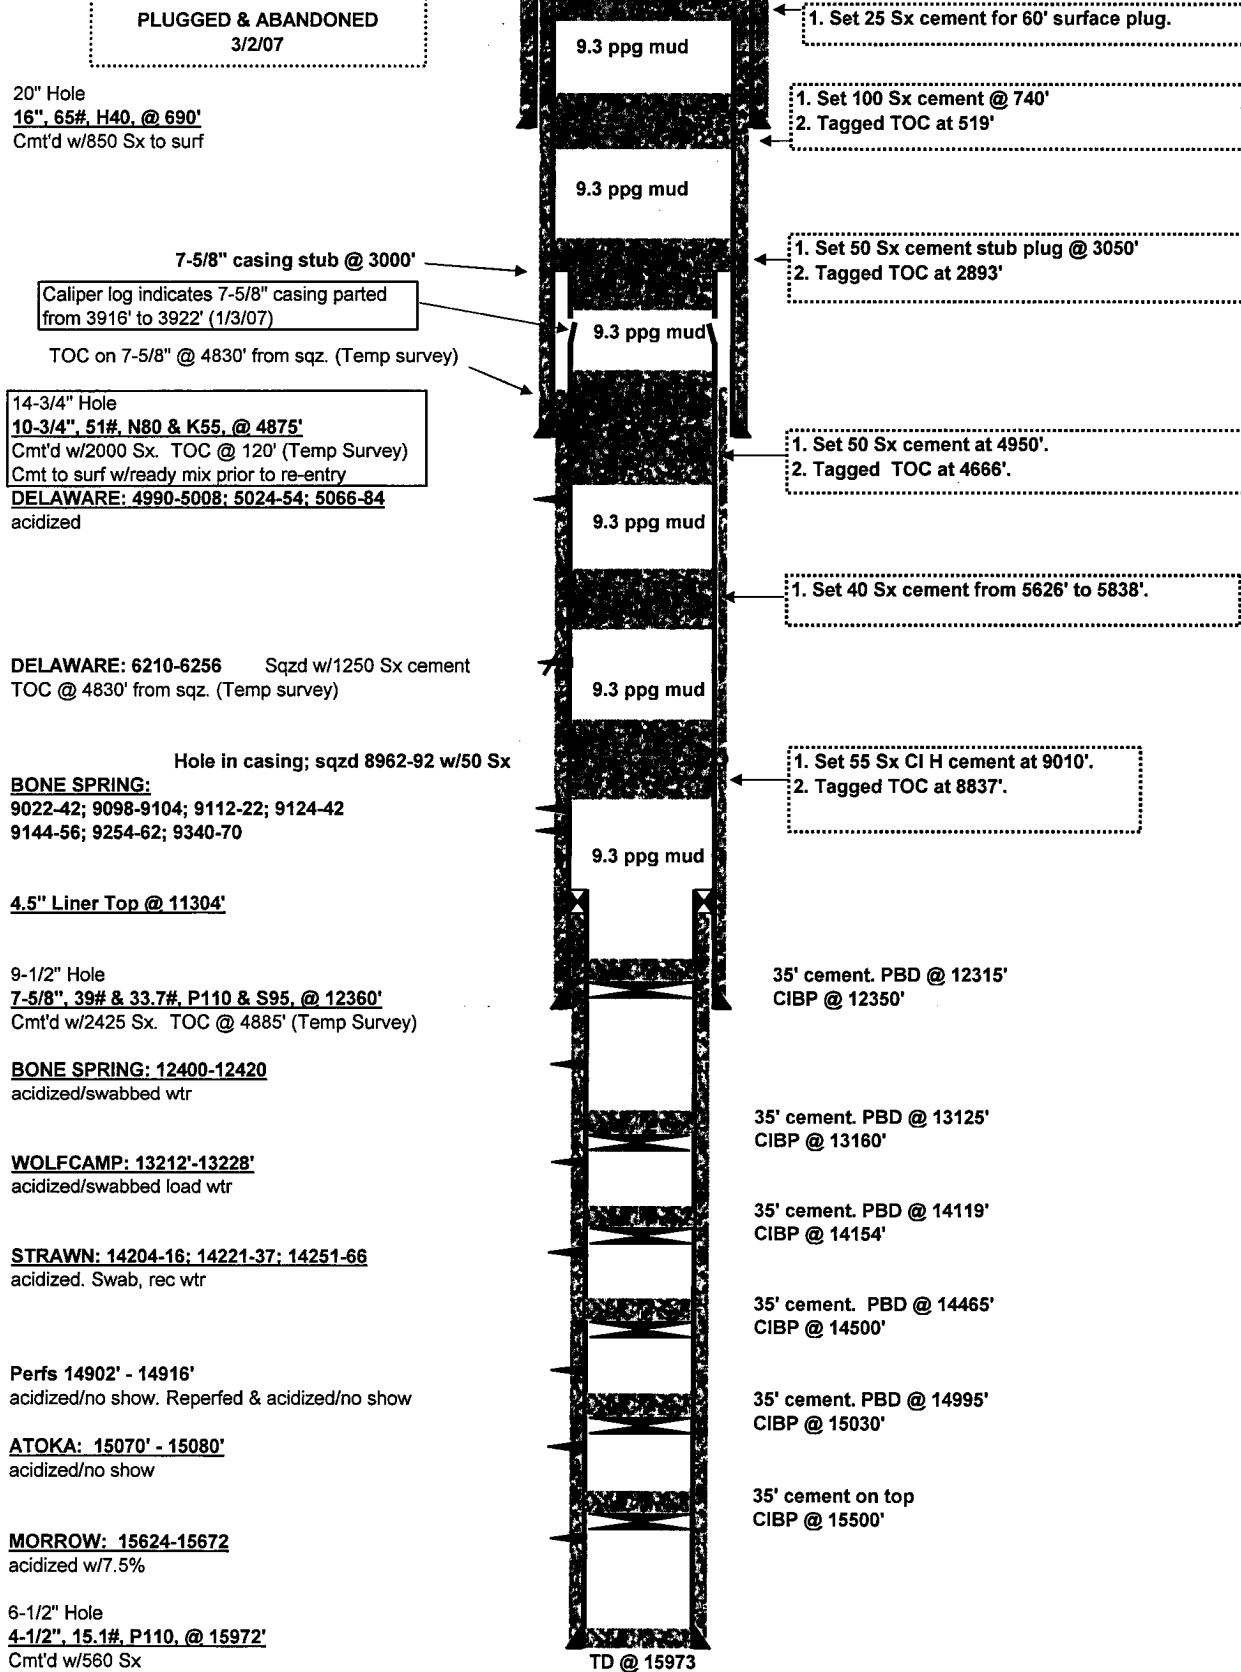 PLUGGED & ABANDONED
3/2/07
1. Set 25 Sx cement for 60' surface plug.
9.3 ppg mud
20" Hole
16", 65#, H40, @ 690'
Cmt'd w/850 Sx to surf
1. Set 100 Sx cement @ 740'
2. Tagged TOC at 519'
9.3 ppg mud
7-5/8" casing stub @ 3000'
1. Set 50 Sx cement stub plug @ 3050'
2. Tagged TOC at 2893'
Caliper log indicates 7-5/8" casing parted
from 3916' to 3922' (1/3/07)
9.3 ppg mud
TOC on 7-5/8" @ 4830' from sqz. (Temp survey)
14-3/4" Hole
10-3/4", 51#, N80 & K55, @ 4875'
Cmt'd w/2000 Sx. TOC @ 120' (Temp Survey)
Cmt to surf w/ready mix prior to re-entry
1. Set 50 Sx cement at 4950'.
2. Tagged TOC at 4666'.
DELAWARE: 4990-5008; 5024-54; 5066-84
acidized
9.3 ppg mud
1. Set 40 Sx cement from 5626' to 5838'.
DELAWARE: 6210-6256 Sqzd w/1250 Sx cement
TOC @ 4830' from sqz. (Temp survey)
9.3 ppg mud
Hole in casing; sqzd 8962-92 w/50 Sx
1. Set 55 Sx Cl H cement at 9010'.
2. Tagged TOC at 8837'.
BONE SPRING:
9022-42; 9098-9104; 9112-22; 9124-42
9144-56; 9254-62; 9340-70
9.3 ppg mud
4.5" Liner Top @ 11304'
9-1/2" Hole
7-5/8", 39# & 33.7#, P110 & S95, @ 12360'
Cmt'd w/2425 Sx. TOC @ 4885' (Temp Survey)
35' cement. PBD @ 12315'
CIBP @ 12350'
BONE SPRING: 12400-12420
acidized/swabbed wtr
35' cement. PBD @ 13125'
CIBP @ 13160'
WOLFCAMP: 13212'-13228'
acidized/swabbed load wtr
35' cement. PBD @ 14119'
CIBP @ 14154'
STRAWN: 14204-16; 14221-37; 14251-66
acidized. Swab, rec wtr
35' cement. PBD @ 14465'
CIBP @ 14500'
Perfs 14902' - 14916'
acidized/no show. Reperfed & acidized/no show
35' cement. PBD @ 14995'
CIBP @ 15030'
ATOKA: 15070' - 15080'
acidized/no show
35' cement on top
CIBP @ 15500'
MORROW: 15624-15672
acidized w/7.5%
6-1/2" Hole
4-1/2", 15.1#, P110, @ 15972'
Cmt'd w/560 Sx
TD @ 15973